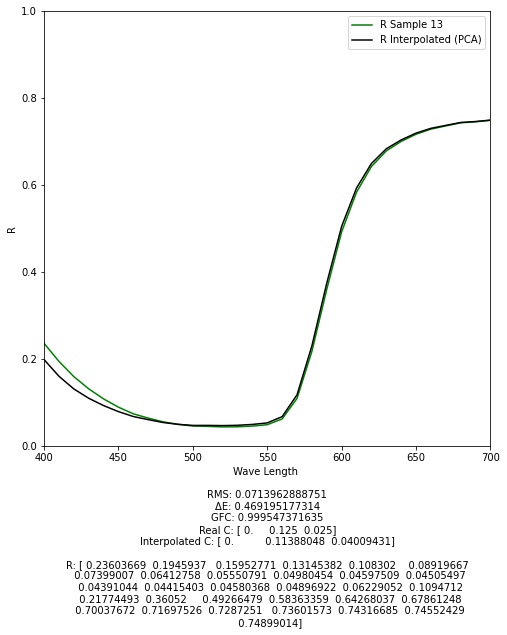 1.0
0.8
0.6
0.4
0.2
0.0
R
R Sample 13
R Interpolated (PCA)
400 450 500 550 600 650 700
Wave Length
RMS: 0.0713962888751
ΔE: 0.469195177314
GFC: 0.999547371635
Real C: [ 0. 0.125 0.025]
Interpolated C: [ 0. 0.11388048 0.04009431]
R: [ 0.23603669 0.1945937 0.15952771 0.13145382 0.108302 0.08919667
0.07399007 0.06412758 0.05550791 0.04980454 0.04597509 0.04505497
0.04391044 0.04415403 0.04580368 0.04896922 0.06229052 0.1094712
0.21774493 0.36052 0.49266479 0.58363359 0.64268037 0.67861248
0.70037672 0.71697526 0.7287251 0.73601573 0.74316685 0.74552429
0.74899014]